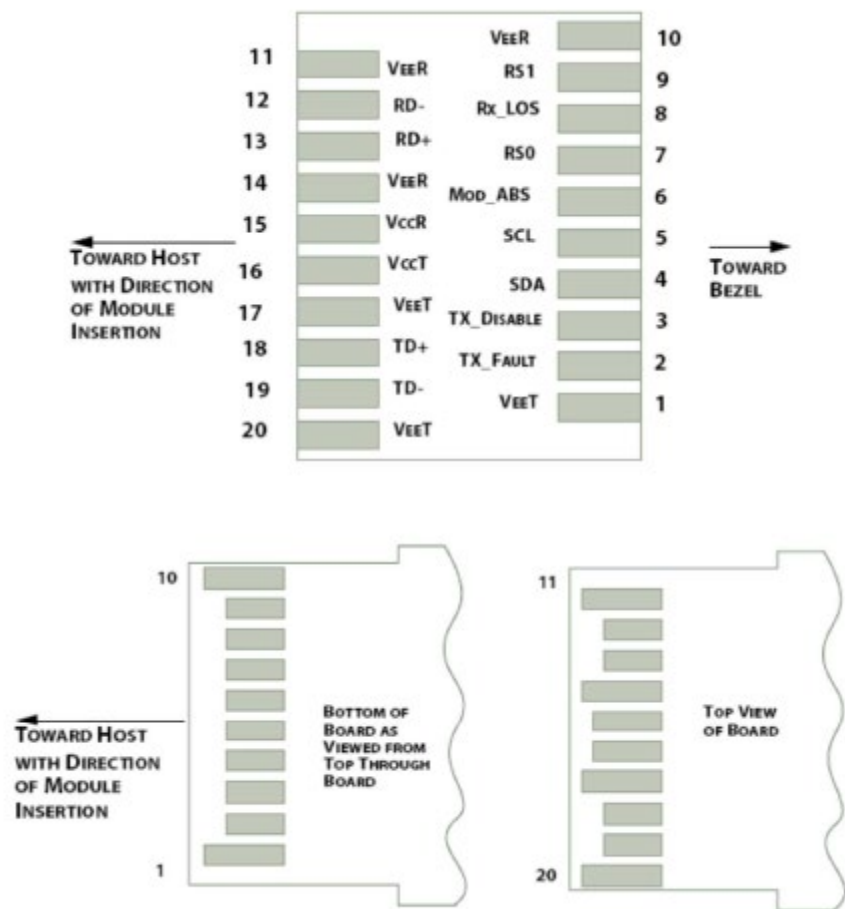 VEER 10
11 VEER
RS1 9
12 RD-
RX_LOS 8
13 RD+
RS0 7
14 VEER
MOD_ABS 6
15 VCCR
SCL 5
16 VCCT
SDA 4
17 VEET
TX_DISABLE 3
18 TD+
TX_FAULT 2
19 TD-
VEET 1
20 VEET
TOWARD HOST
WITH DIRECTION
OF MODULE
INSERTION
TOWARD
BEZEL
10
1
BOTTOM OF
BOARD AS
VIEWED FROM
TOP THROUGH
BOARD
TOWARD HOST
WITH DIRECTION
OF MODULE
INSERTION
11
20
TOP VIEW
OF BOARD